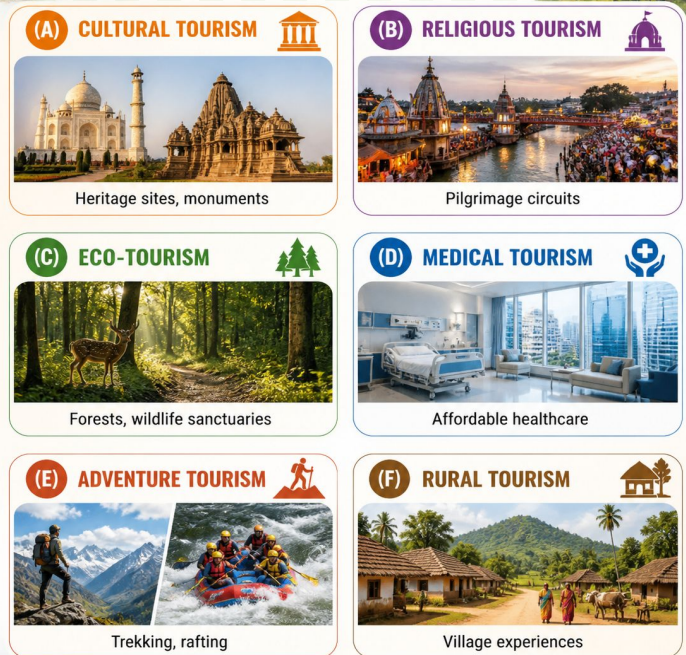 (A) CULTURAL TOURISM
Heritage sites, monuments
(B) RELIGIOUS TOURISM
Pilgrimage circuits
(C) ECO-TOURISM
Forests, wildlife sanctuaries
(D) MEDICAL TOURISM
Affordable healthcare
(E) ADVENTURE TOURISM
Trekking, rafting
(F) RURAL TOURISM
Village experiences